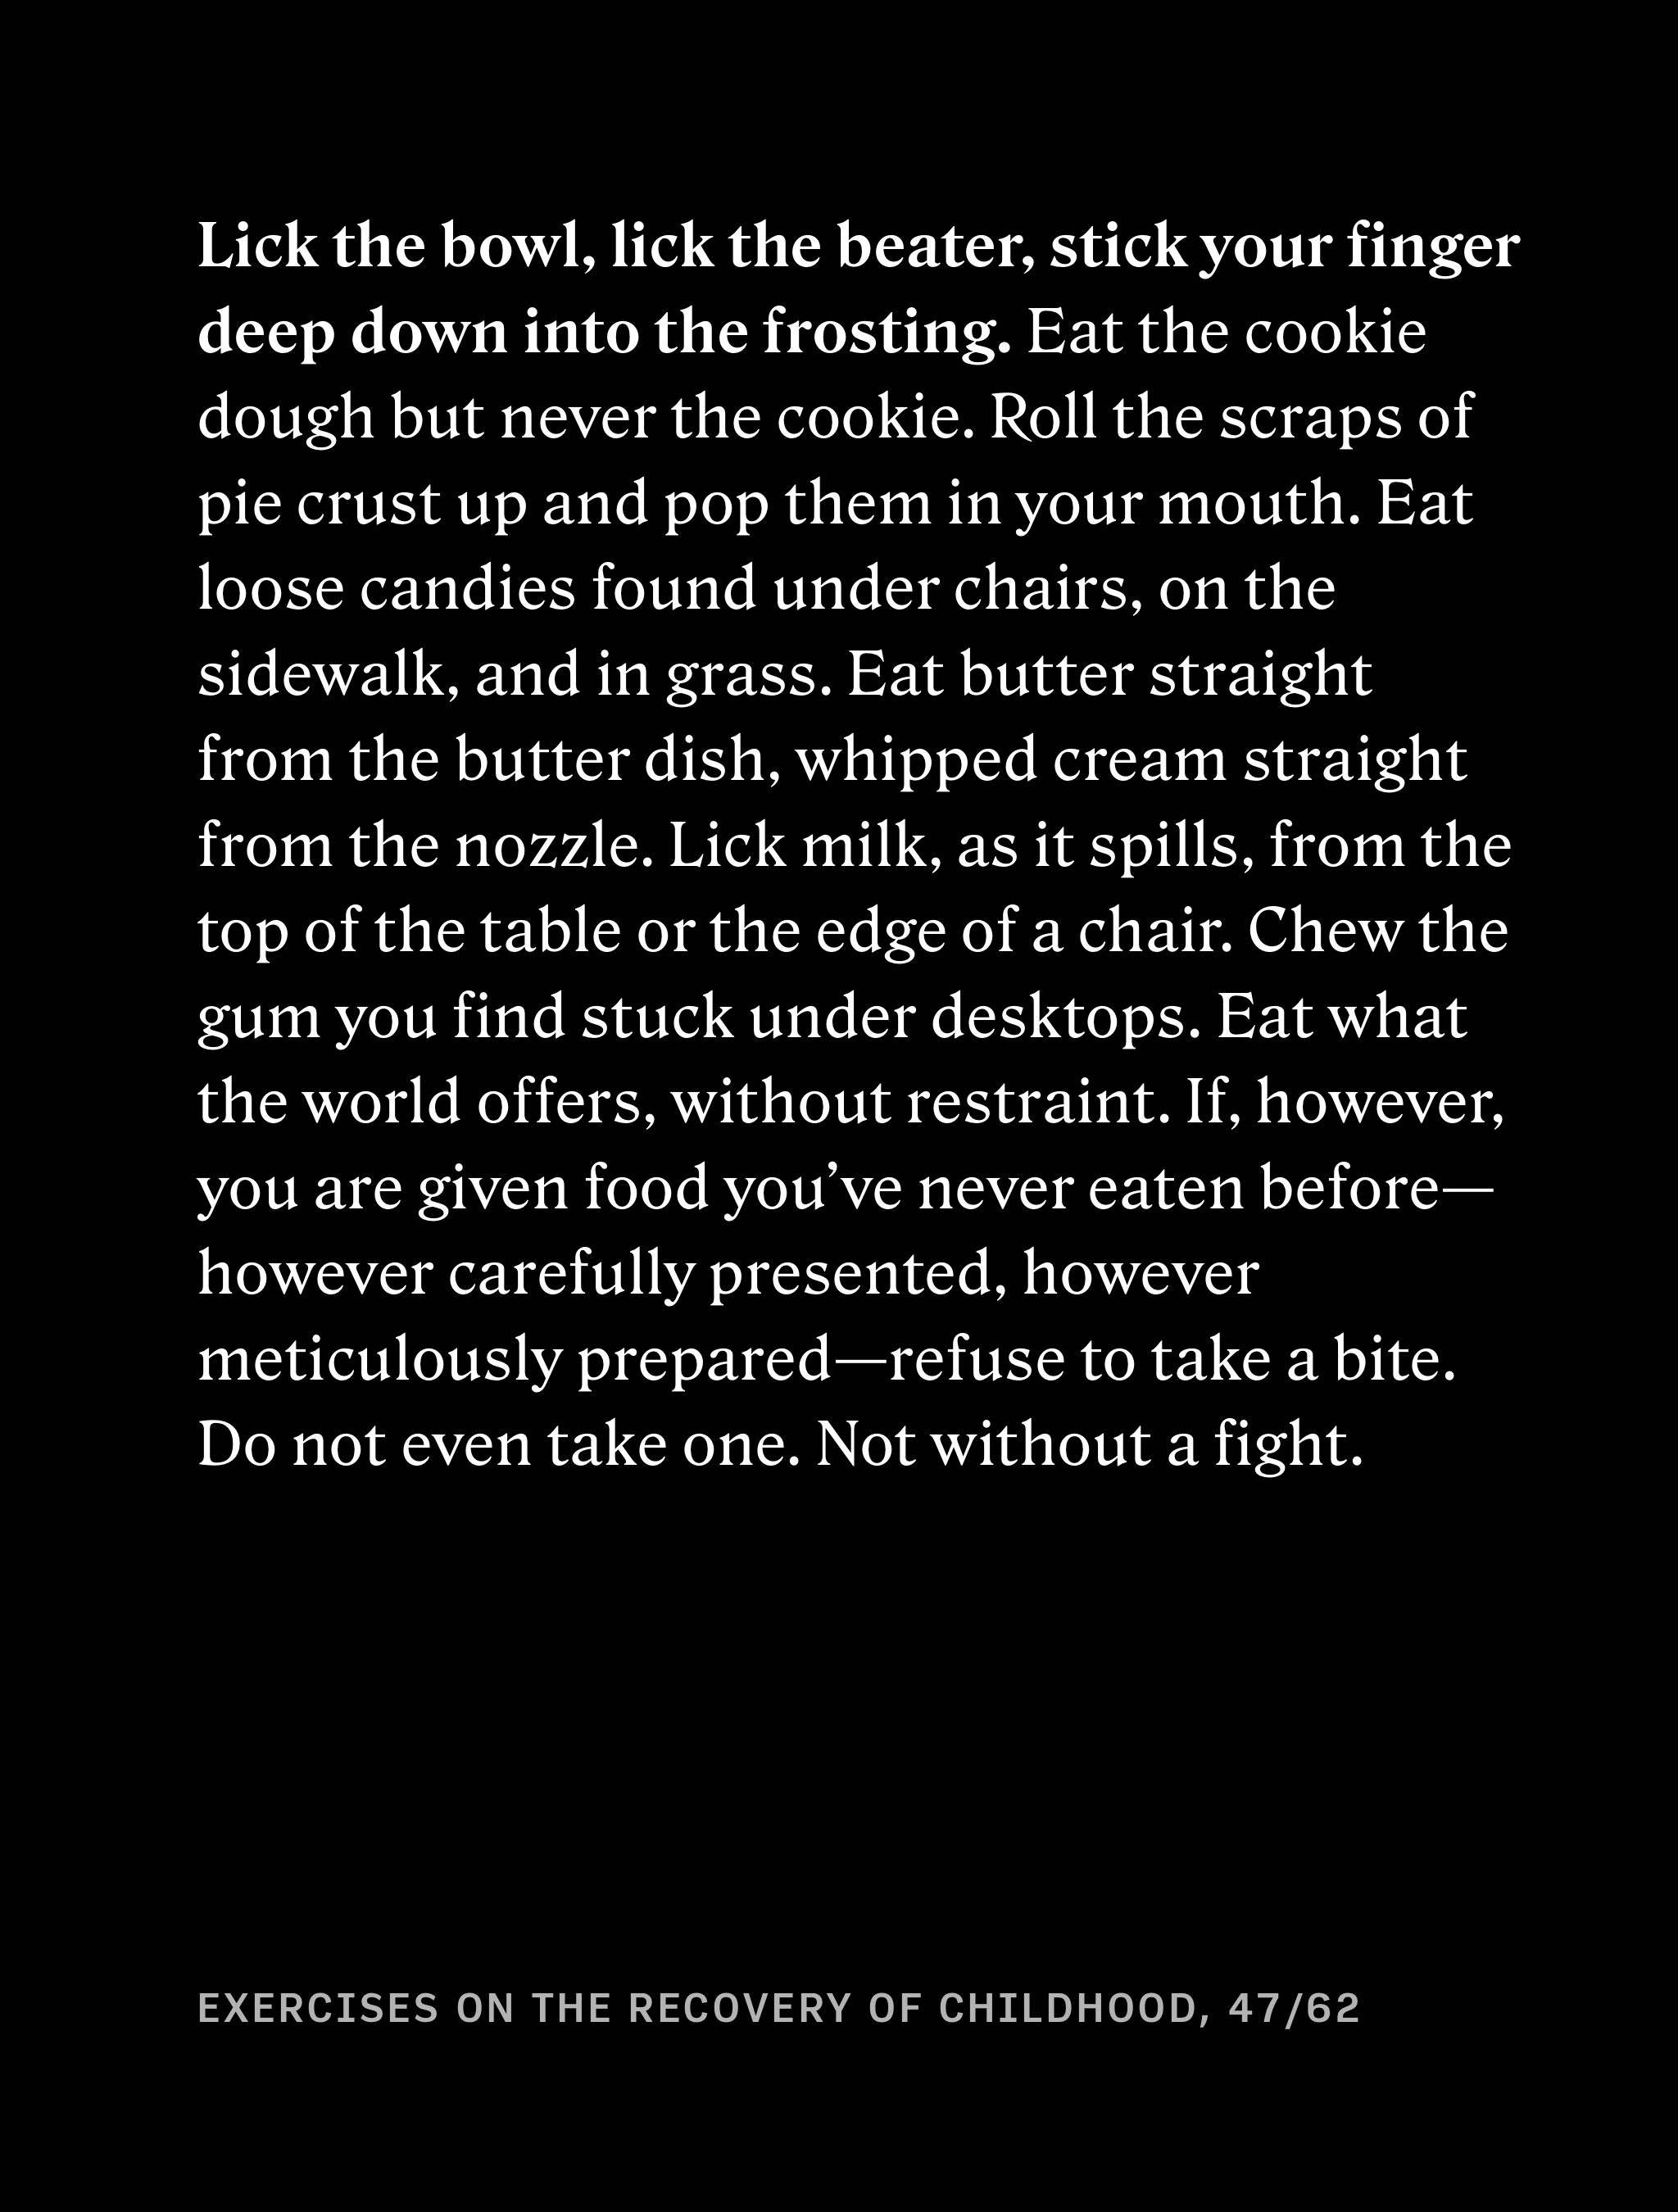 Lick the bowl, lick the beater, stick your finger
deep down into the frosting. Eat the cookie
dough but never the cookie. Roll the scraps of
pie crust up and pop them in your mouth. Eat
loose candies found under chairs, on the
sidewalk, and in grass. Eat butter straight
from the butter dish, whipped cream straight
from the nozzle. Lick milk, as it spills, from the
top of the table or the edge of a chair. Chew the
gum you find stuck under desktops. Eat what
the world offers, without restraint. If, however,
you are given food you’ve never eaten before—
however carefully presented, however
meticulously prepared—refuse to take a bite.
Do not even take one. Not without a fight.
EXERCISES ON THE RECOVERY OF CHILDHOOD, 47/62